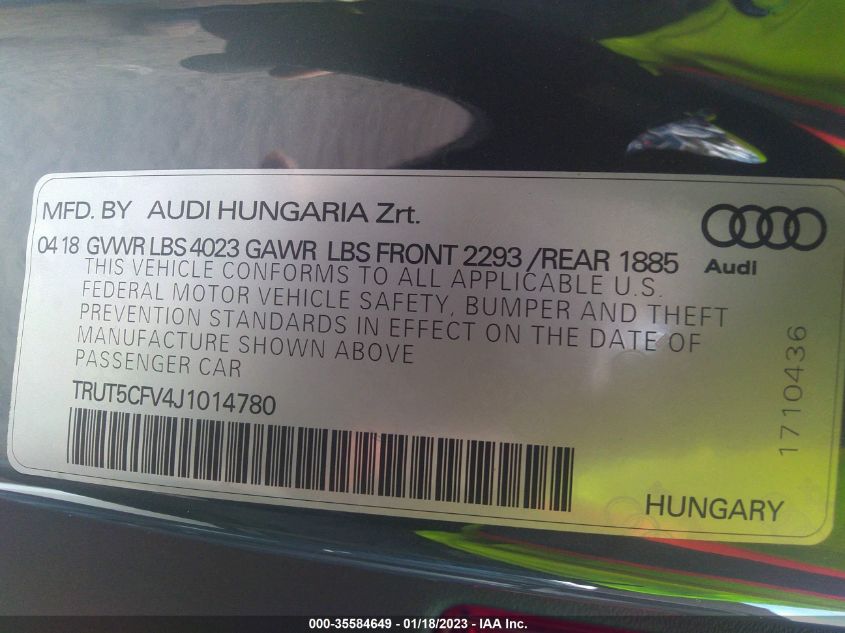 MFD. BY AUDI HUNGARIA Zrt.
04 18 GVWR LBS 4023 GAWR LBS FRONT 2293 /REAR 1885
Audi
THIS VEHICLE CONFORMS TO ALL APPLICABLE U.S.
FEDERAL MOTOR VEHICLE SAFETY, BUMPER AND THEFT
PREVENTION STANDARDS IN EFFECT ON THE DATE OF
MANUFACTURE SHOWN ABOVE
PASSENGER CAR
TRUT5CFV4J1014780
1710436
HUNGARY
000-35584649 - 01/18/2023 - IAA Inc.